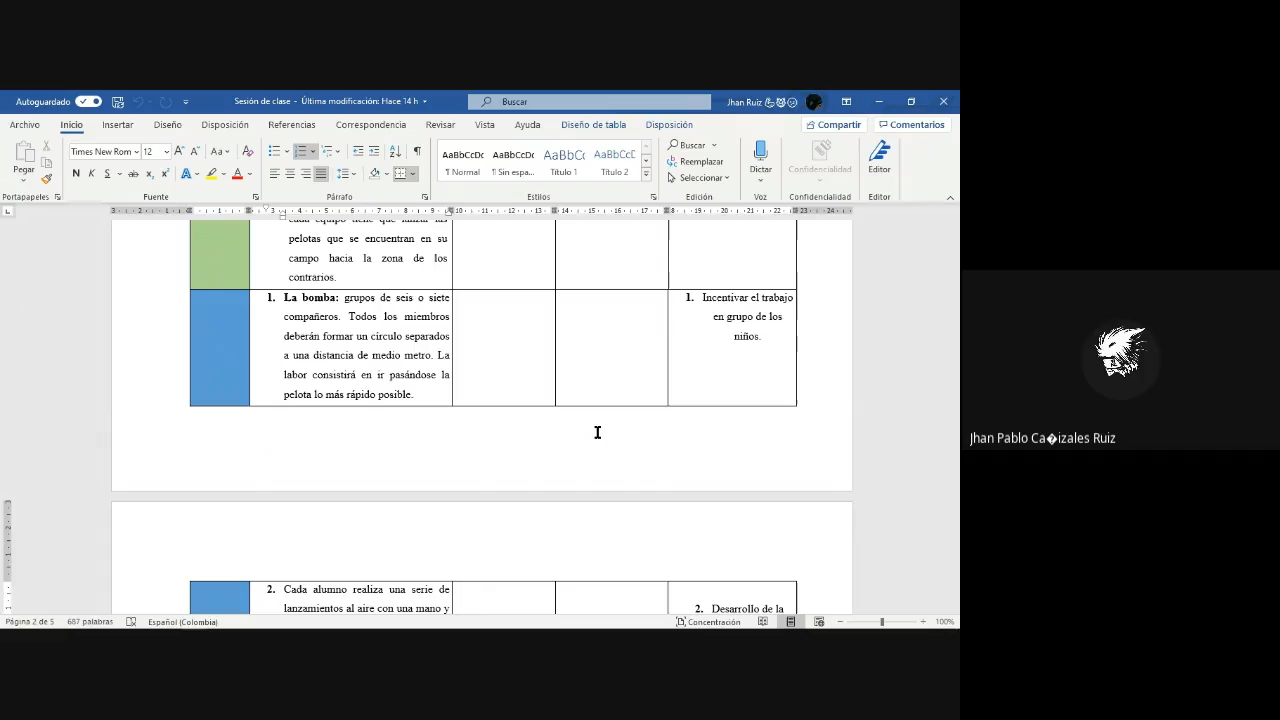 Autoguardado
Sesión de clase - Última modificación: Hace 14 h
Buscar
Jhan Ruiz
Archivo Inicio Insertar Diseño Disposición Referencias Correspondencia Revisar Vista Ayuda Diseño de tabla Disposición Compartir Comentarios
Pegar
Times New Rom 12
N K S ab x x A A
AaBbCcDc AaBbCcDc AaBbCc AaBbCcD
¶ Normal ¶ Sin espa... Título 1 Título 2
Buscar
Reemplazar
Seleccionar
Dictar
Confidencialidad
Editor
Portapapeles Fuente Párrafo Estilos Edición Voz Confidencialidad Editor
pelotas que se encuentran en su
campo hacia la zona de los
contrarios.
1. La bomba: grupos de seis o siete
compañeros. Todos los miembros
deberán formar un círculo separados
a una distancia de medio metro. La
labor consistirá en ir pasándose la
pelota lo más rápido posible.
1. Incentivar el trabajo
en grupo de los
niños.
2. Cada alumno realiza una serie de
lanzamientos al aire con una mano y
2. Desarrollo de la
Página 2 de 5 687 palabras Español (Colombia) Concentración 100%
Jhan Pablo Ca�izales Ruiz